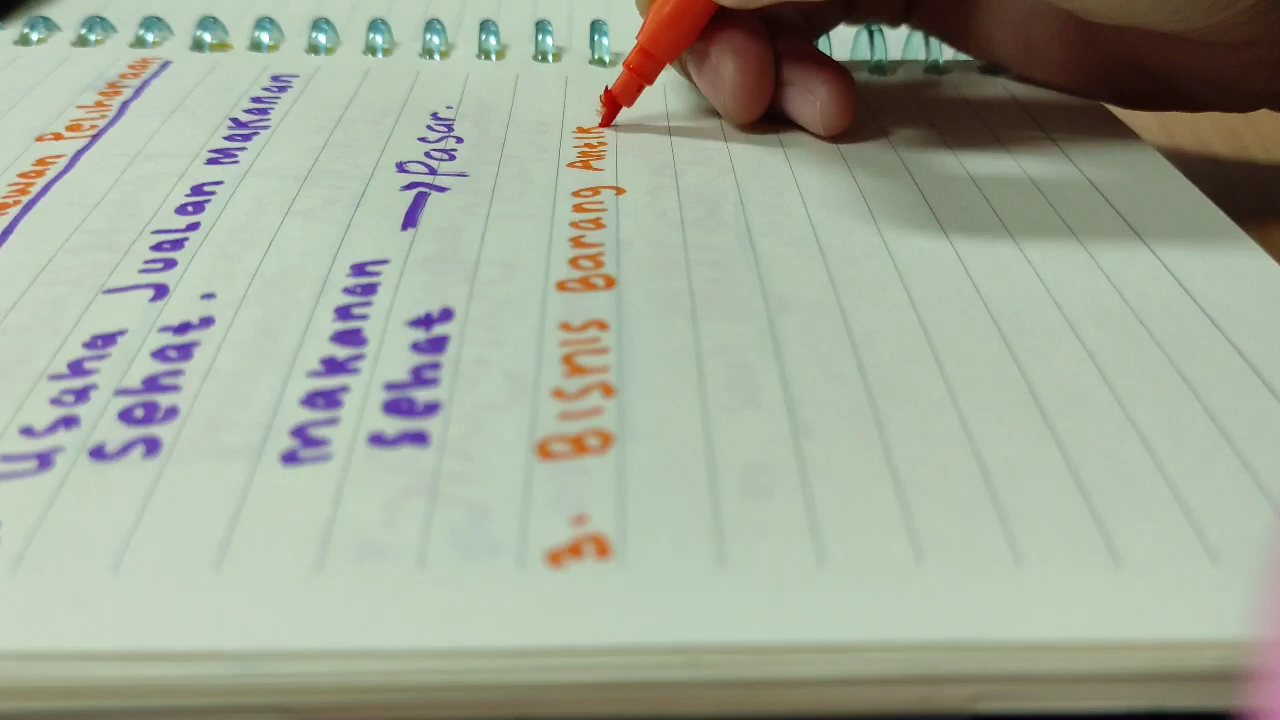 ewan Peliharaan
Usaha Jualan Makanan
Sehat.
Makanan
Sehat → Pasar.
3. Bisnis Barang Antik